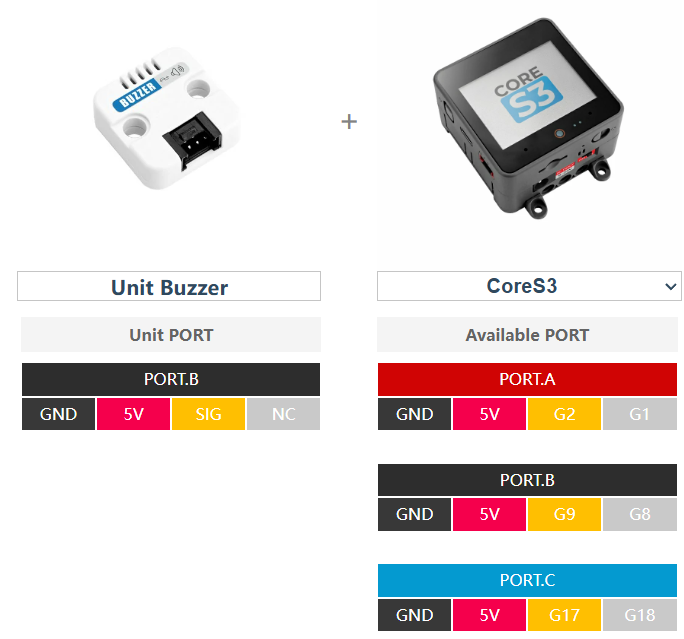 BUZZER
CORE
S3
+
Unit Buzzer
CoreS3
Unit PORT
Available PORT
PORT.B
PORT.A
GND 5V SIG NC
GND 5V G2 G1
PORT.B
GND 5V G9 G8
PORT.C
GND 5V G17 G18